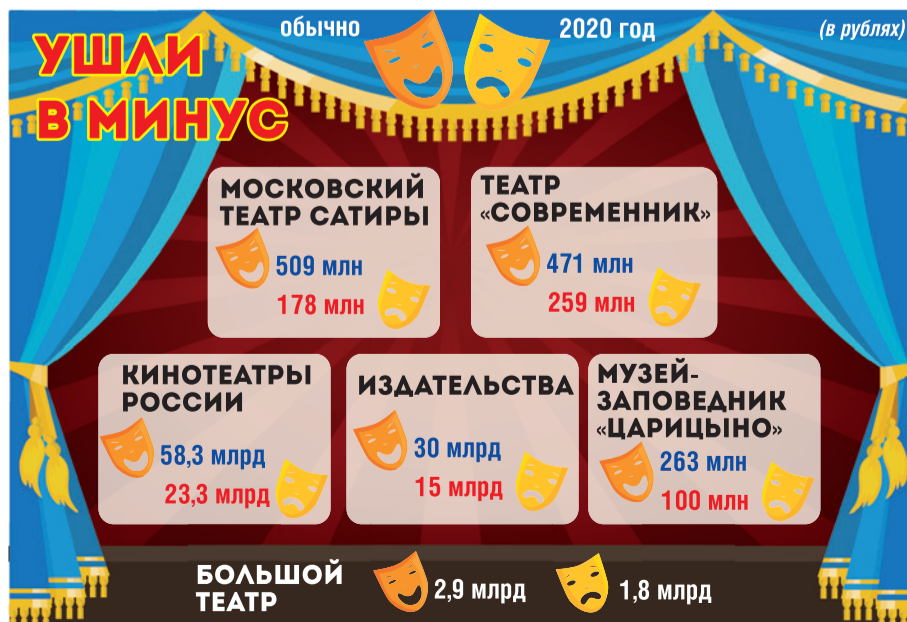 УШЛИ
В МИНУС
обычно
2020 год
(в рублях)
МОСКОВСКИЙ
ТЕАТР САТИРЫ
509 млн
178 млн
ТЕАТР
«СОВРЕМЕННИК»
471 млн
259 млн
КИНОТЕАТРЫ
РОССИИ
58,3 млрд
23,3 млрд
ИЗДАТЕЛЬСТВА
30 млрд
15 млрд
МУЗЕЙ-
ЗАПОВЕДНИК
«ЦАРИЦЫНО»
263 млн
100 млн
БОЛЬШОЙ
ТЕАТР
2,9 млрд
1,8 млрд